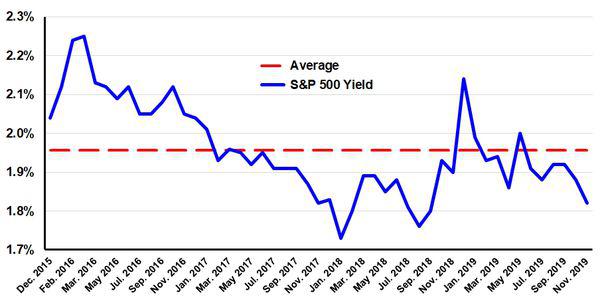 2.3%
2.2%
2.1%
2.0%
1.9%
1.8%
1.7%
Average
S&P 500 Yield
Dec. 2015
Feb. 2016
Mar. 2016
May 2016
Jul. 2016
Sep. 2016
Nov. 2016
Jan. 2017
Mar. 2017
May 2017
Jul. 2017
Sep. 2017
Nov. 2017
Jan. 2018
Mar. 2018
May 2018
Jul. 2018
Sep. 2018
Nov. 2018
Jan. 2019
Mar. 2019
May 2019
Jul. 2019
Sep. 2019
Nov. 2019